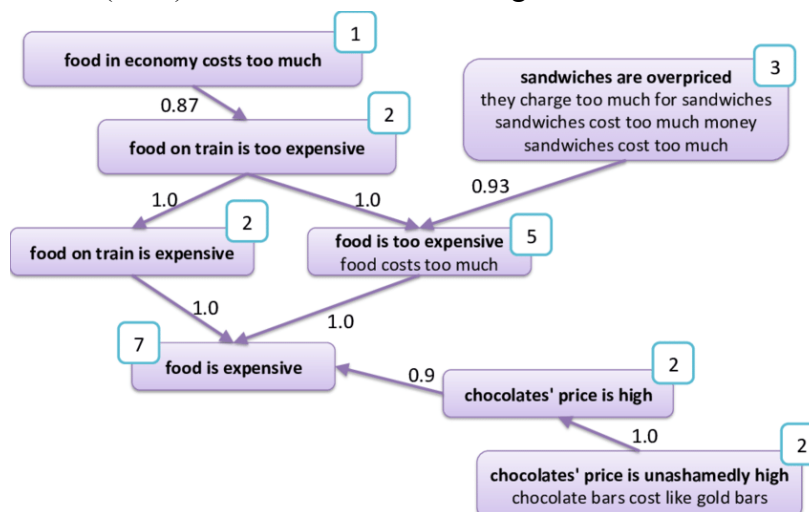 1
food in economy costs too much
3
sandwiches are overpriced
they charge too much for sandwiches
sandwiches cost too much money
sandwiches cost too much
0.87
2
food on train is too expensive
1.0
1.0
0.93
2
food on train is expensive
5
food is too expensive
food costs too much
1.0
1.0
7
food is expensive
0.9
2
chocolates' price is high
1.0
2
chocolates' price is unashamedly high
chocolate bars cost like gold bars